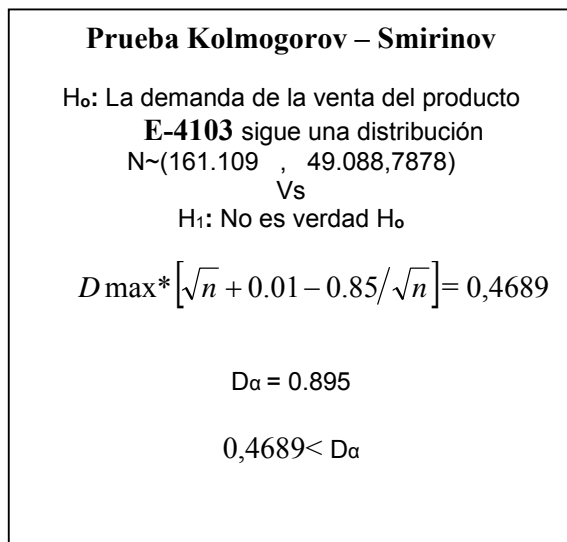 Prueba Kolmogorov – Smirinov
Ho: La demanda de la venta del producto
E-4103 sigue una distribución
N~(161.109 , 49.088,7878)
Vs
H1: No es verdad Ho
D max* [√n + 0.01 − 0.85/√n] = 0,4689
Dα = 0.895
0,4689< Dα